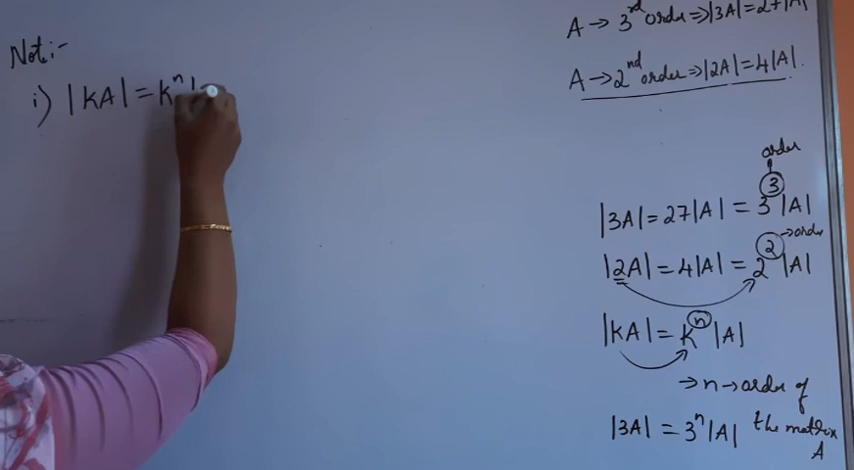 Note:-
i) |KA| = Kⁿ|
A → 3rd order ⇒ |3A| = 27|A|
A → 2nd order ⇒ |2A| = 4|A|.
order
|3A| = 27|A| = 3³|A|
→ order
|2A| = 4|A| = 2²|A|
|KA| = Kⁿ|A|
→ n → order of
the matrix
A
|3A| = 3ⁿ|A|